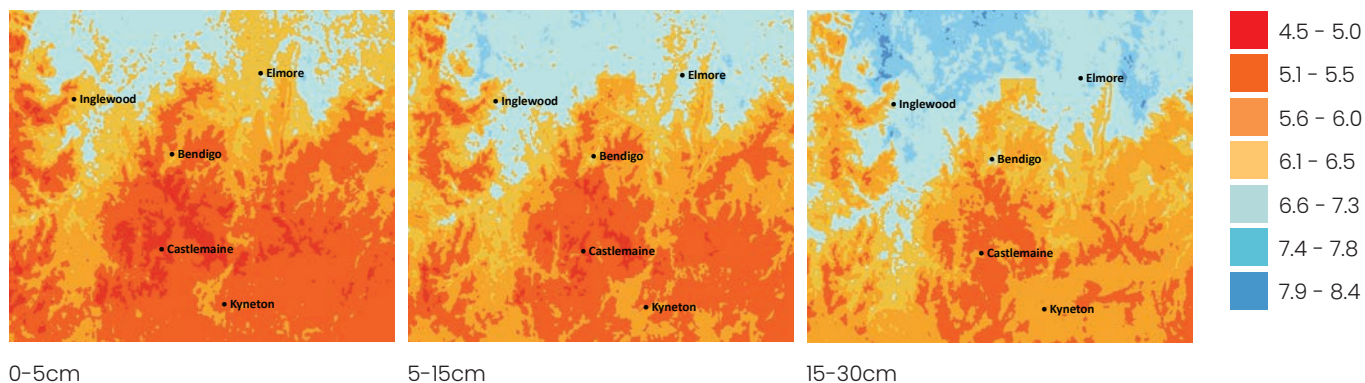 Elmore
Inglewood
Bendigo
Castlemaine
Kyneton
0-5cm
Elmore
Inglewood
Bendigo
Castlemaine
Kyneton
5-15cm
Elmore
Inglewood
Bendigo
Castlemaine
Kyneton
15-30cm
4.5 - 5.0
5.1 - 5.5
5.6 - 6.0
6.1 - 6.5
6.6 - 7.3
7.4 - 7.8
7.9 - 8.4